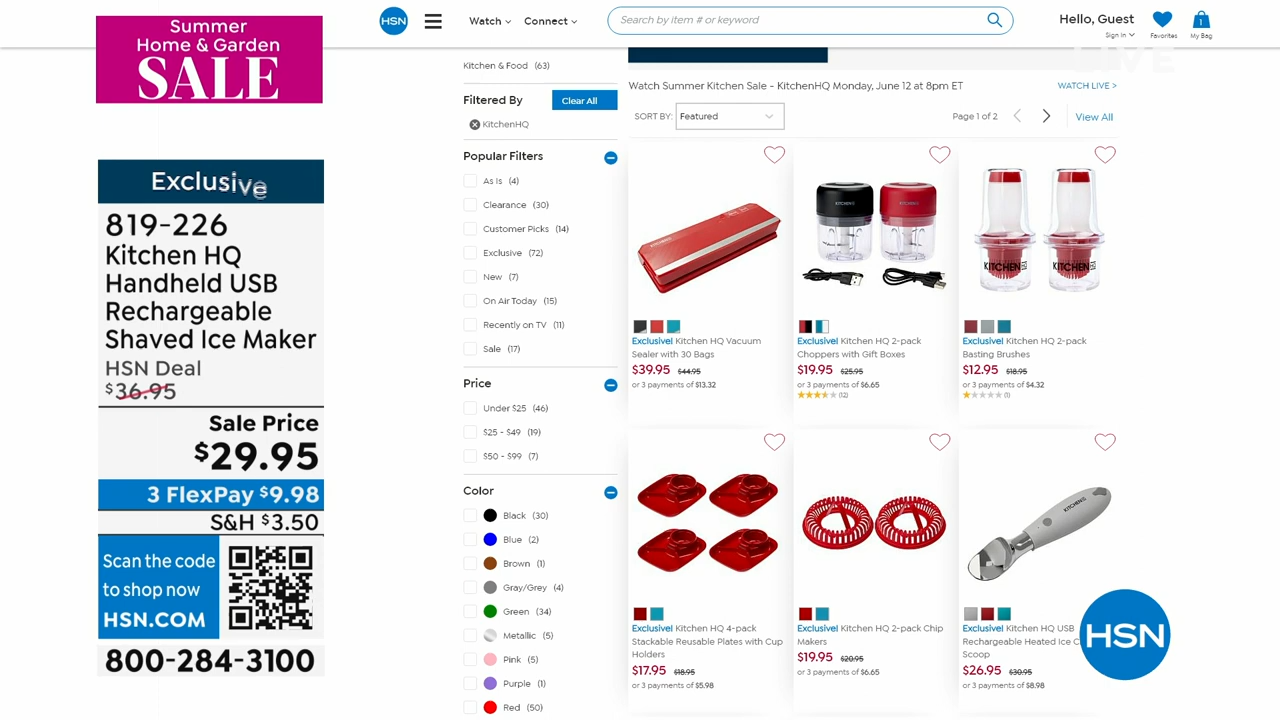 Summer
Home & Garden
SALE
Exclusive
819-226
Kitchen HQ
Handheld USB
Rechargeable
Shaved Ice Maker
HSN Deal
$36.95
Sale Price
$29.95
3 FlexPay $9.98
S&H $3.50
Scan the code
to shop now
HSN.COM
800-284-3100
HSN
Watch
Connect
Search by item # or keyword
Hello, Guest
Sign In
Favorites
1
My Bag
LIVE
Kitchen & Food (63)
Filtered By
Clear All
KitchenHQ
Popular Filters
As Is (4)
Clearance (30)
Customer Picks (14)
Exclusive (72)
New (7)
On Air Today (15)
Recently on TV (11)
Sale (17)
Price
Under $25 (46)
$25 - $49 (19)
$50 - $99 (7)
Color
Black (30)
Blue (2)
Brown (1)
Gray/Grey (4)
Green (34)
Metallic (5)
Pink (5)
Purple (1)
Red (50)
Watch Summer Kitchen Sale - KitchenHQ Monday, June 12 at 8pm ET
WATCH LIVE >
SORT BY: Featured
Page 1 of 2
View All
Exclusive! Kitchen HQ Vacuum
Sealer with 30 Bags
$39.95 $44.95
or 3 payments of $13.32
KITCHEN
Exclusive! Kitchen HQ 2-pack
Choppers with Gift Boxes
$19.95 $25.95
or 3 payments of $6.65
(12)
KITCHEN HQ
KITCHEN HQ
Exclusive! Kitchen HQ 2-pack
Basting Brushes
$12.95 $18.95
or 3 payments of $4.32
(1)
Exclusive! Kitchen HQ 4-pack
Stackable Reusable Plates with Cup
Holders
$17.95 $18.95
or 3 payments of $5.98
Exclusive! Kitchen HQ 2-pack Chip
Makers
$19.95 $20.95
or 3 payments of $6.65
KITCHEN
Exclusive! Kitchen HQ USB
Rechargeable Heated Ice C
Scoop
$26.95 $30.95
or 3 payments of $8.98
HSN